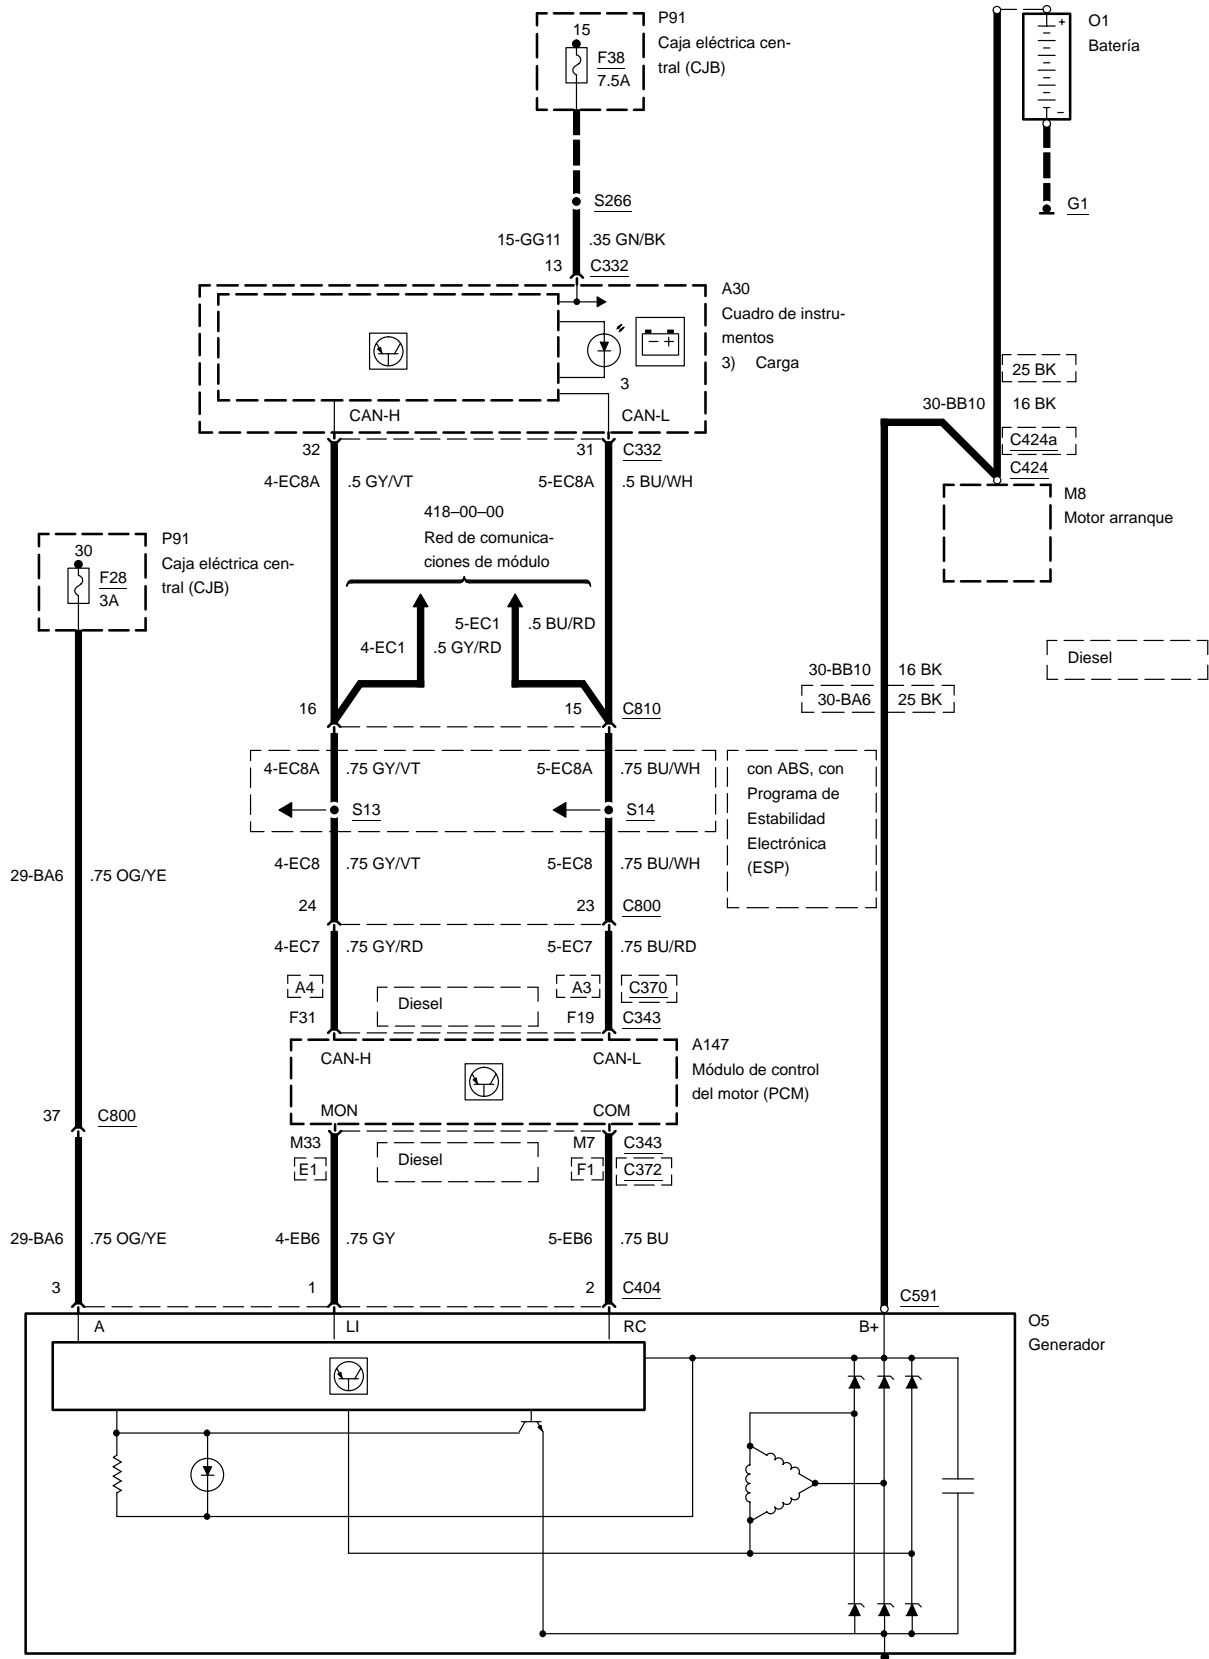 15
F38
7.5A
P91
Caja eléctrica cen-
tral (CJB)
+
–
O1
Batería
S266
G1
15-GG11 .35 GN/BK
13 C332
A30
Cuadro de instru-
mentos
3) Carga
– +
3
CAN-H CAN-L
25 BK
30-BB10 16 BK
C424a
C424
32 31 C332
4-EC8A .5 GY/VT 5-EC8A .5 BU/WH
M8
Motor arranque
418–00–00
Red de comunica-
ciones de módulo
30
F28
3A
P91
Caja eléctrica cen-
tral (CJB)
5-EC1 .5 BU/RD
4-EC1 .5 GY/RD
Diesel
30-BB10 16 BK
30-BA6 25 BK
16 15 C810
4-EC8A .75 GY/VT 5-EC8A .75 BU/WH
S13 S14
con ABS, con
Programa de
Estabilidad
Electrónica
(ESP)
4-EC8 .75 GY/VT 5-EC8 .75 BU/WH
29-BA6 .75 OG/YE
24 23 C800
4-EC7 .75 GY/RD 5-EC7 .75 BU/RD
A4 Diesel A3 C370
F31 F19 C343
CAN-H CAN-L
A147
Módulo de control
del motor (PCM)
MON COM
37 C800
M33 M7 C343
E1 Diesel F1 C372
29-BA6 .75 OG/YE 4-EB6 .75 GY 5-EB6 .75 BU
3 1 2 C404 C591
A LI RC B+
O5
Generador